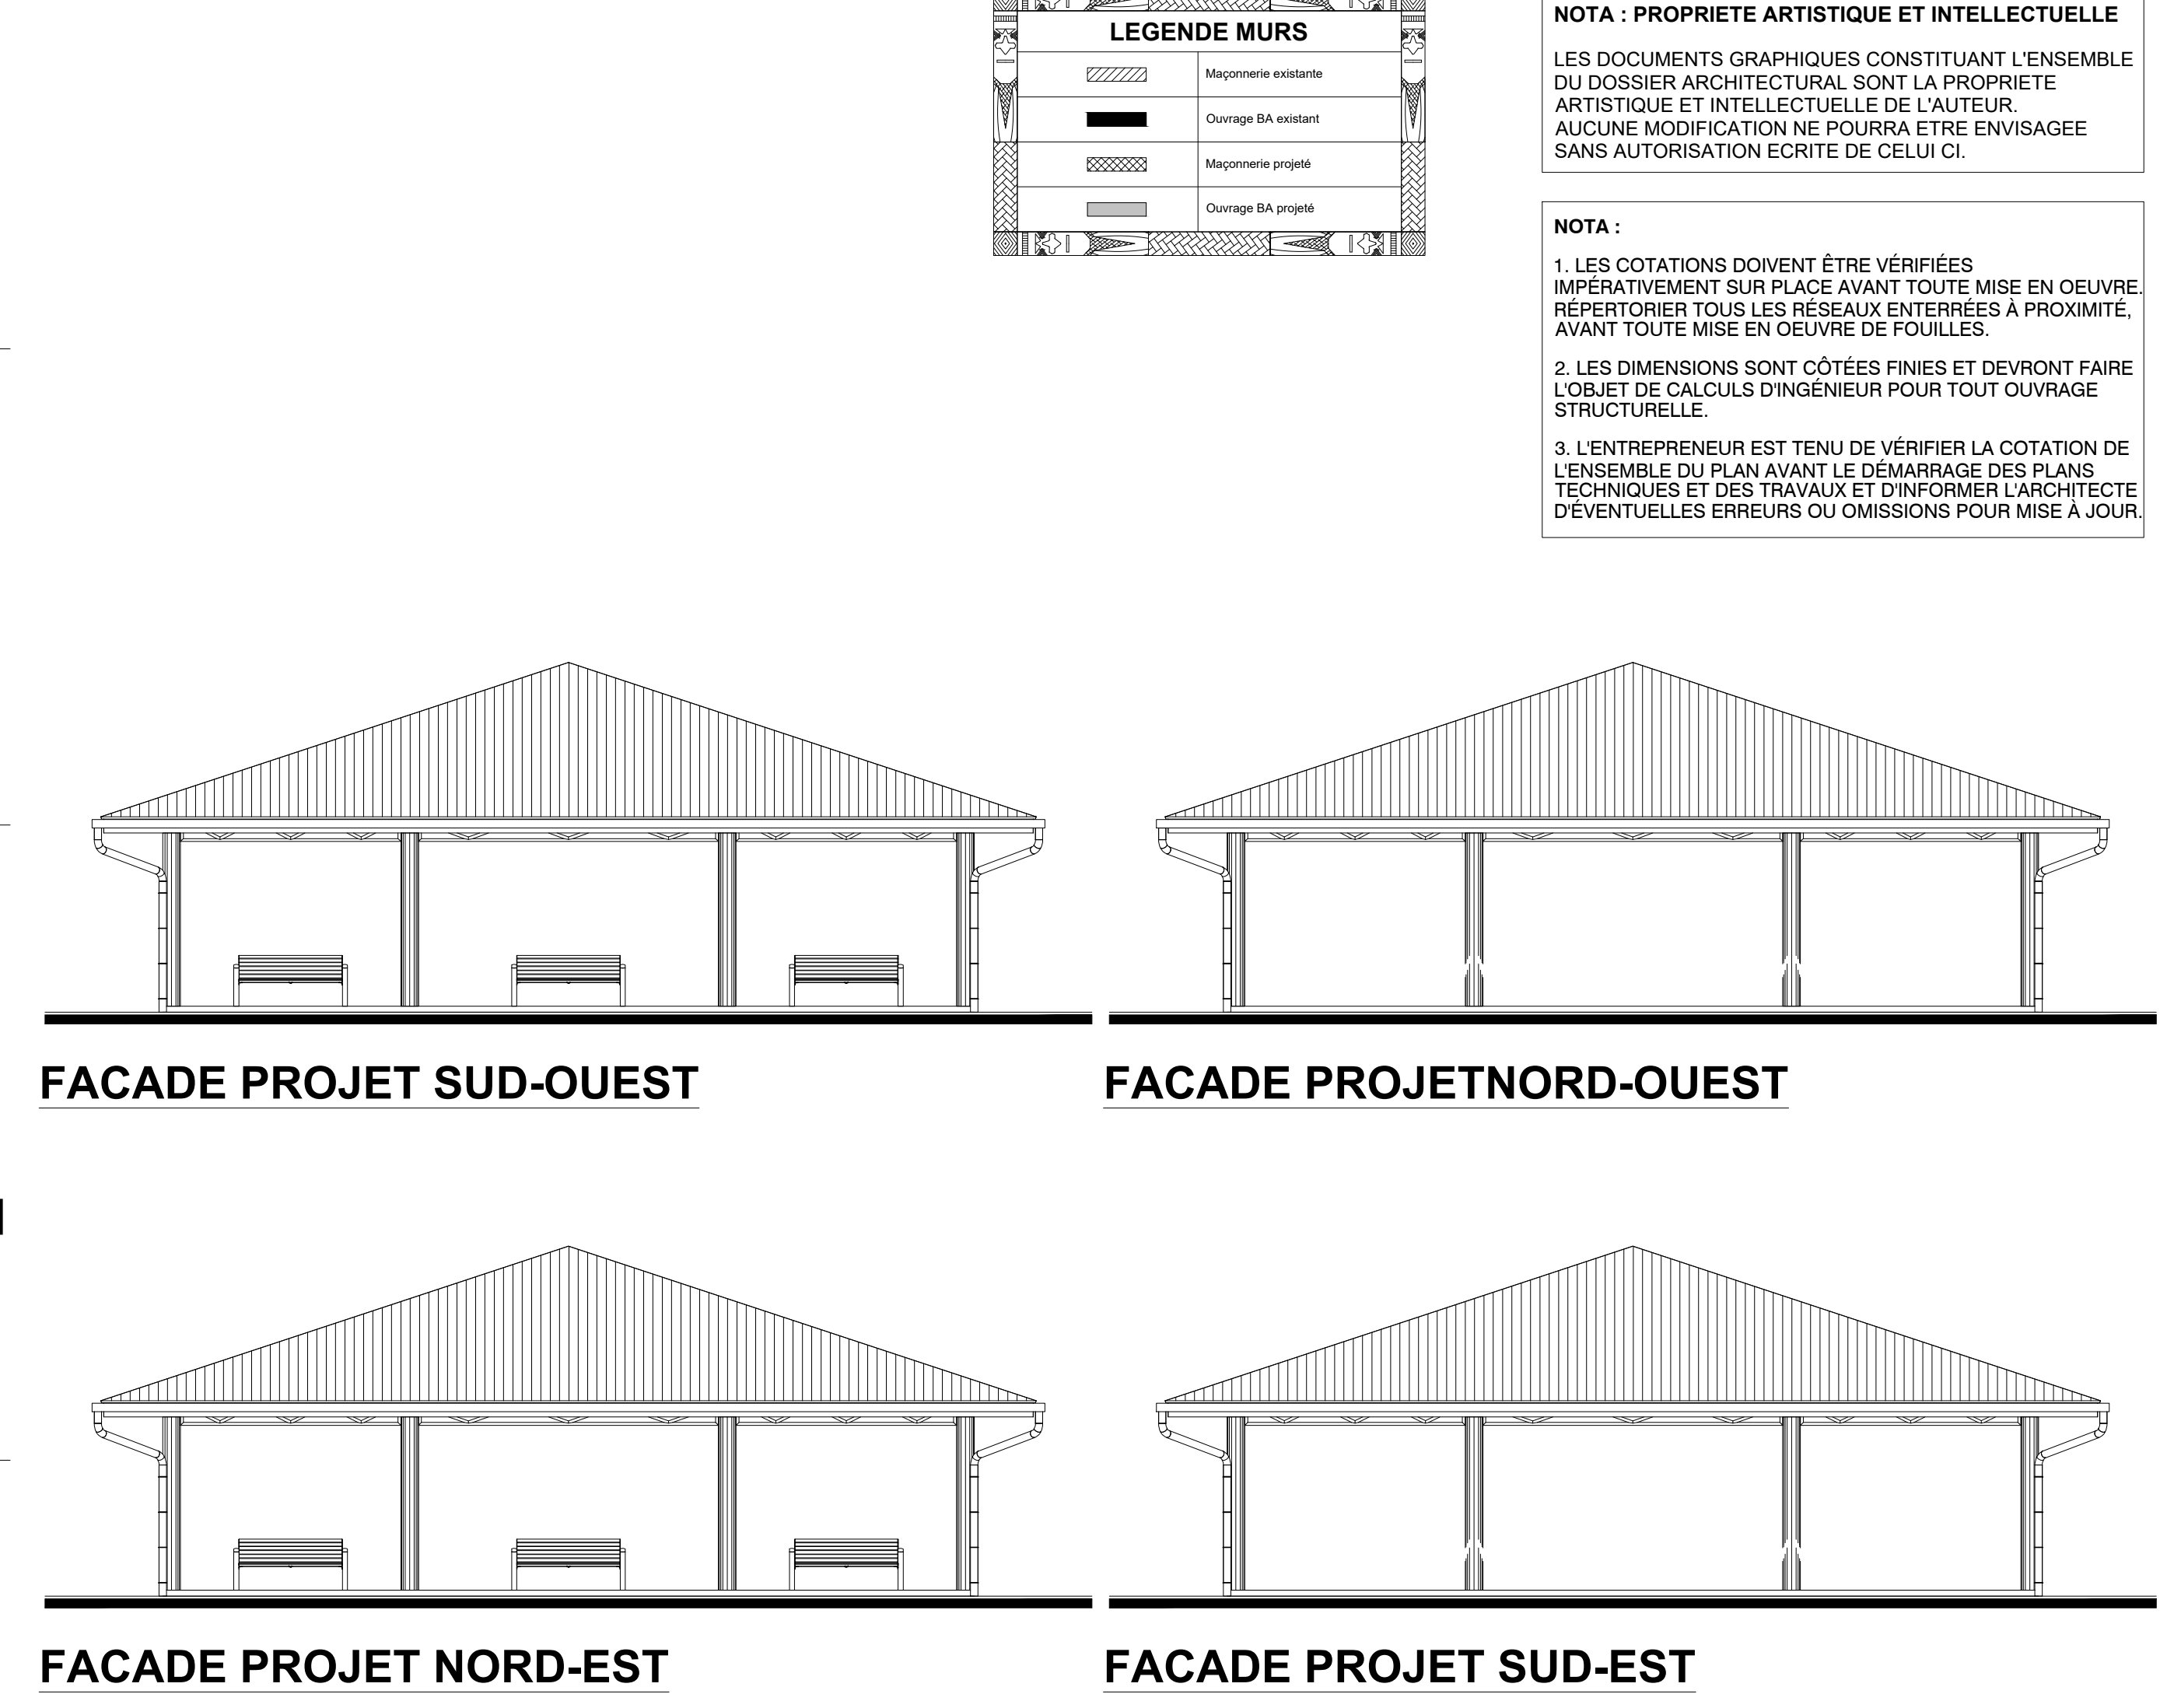 LEGENDE MURS
Maçonnerie existante
Ouvrage BA existant
Maçonnerie projeté
Ouvrage BA projeté
NOTA : PROPRIETE ARTISTIQUE ET INTELLECTUELLE
LES DOCUMENTS GRAPHIQUES CONSTITUANT L'ENSEMBLE
DU DOSSIER ARCHITECTURAL SONT LA PROPRIETE
ARTISTIQUE ET INTELLECTUELLE DE L'AUTEUR.
AUCUNE MODIFICATION NE POURRA ETRE ENVISAGEE
SANS AUTORISATION ECRITE DE CELUI CI.
NOTA :
1. LES COTATIONS DOIVENT ÊTRE VÉRIFIÉES
IMPÉRATIVEMENT SUR PLACE AVANT TOUTE MISE EN OEUVRE.
RÉPERTORIER TOUS LES RÉSEAUX ENTERRÉES À PROXIMITÉ,
AVANT TOUTE MISE EN OEUVRE DE FOUILLES.
2. LES DIMENSIONS SONT CÔTÉES FINIES ET DEVRONT FAIRE
L'OBJET DE CALCULS D'INGÉNIEUR POUR TOUT OUVRAGE
STRUCTURELLE.
3. L'ENTREPRENEUR EST TENU DE VÉRIFIER LA COTATION DE
L'ENSEMBLE DU PLAN AVANT LE DÉMARRAGE DES PLANS
TECHNIQUES ET DES TRAVAUX ET D'INFORMER L'ARCHITECTE
D'ÉVENTUELLES ERREURS OU OMISSIONS POUR MISE À JOUR.
FACADE PROJET SUD-OUEST
FACADE PROJETNORD-OUEST
FACADE PROJET NORD-EST
FACADE PROJET SUD-EST